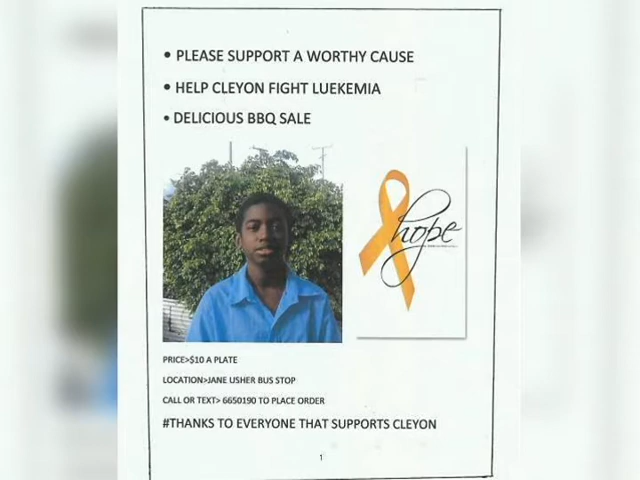 • PLEASE SUPPORT A WORTHY CAUSE
• HELP CLEYON FIGHT LUEKEMIA
• DELICIOUS BBQ SALE
hope
PRICE>$10 A PLATE
LOCATION>JANE USHER BUS STOP
CALL OR TEXT> 6650190 TO PLACE ORDER
#THANKS TO EVERYONE THAT SUPPORTS CLEYON
1